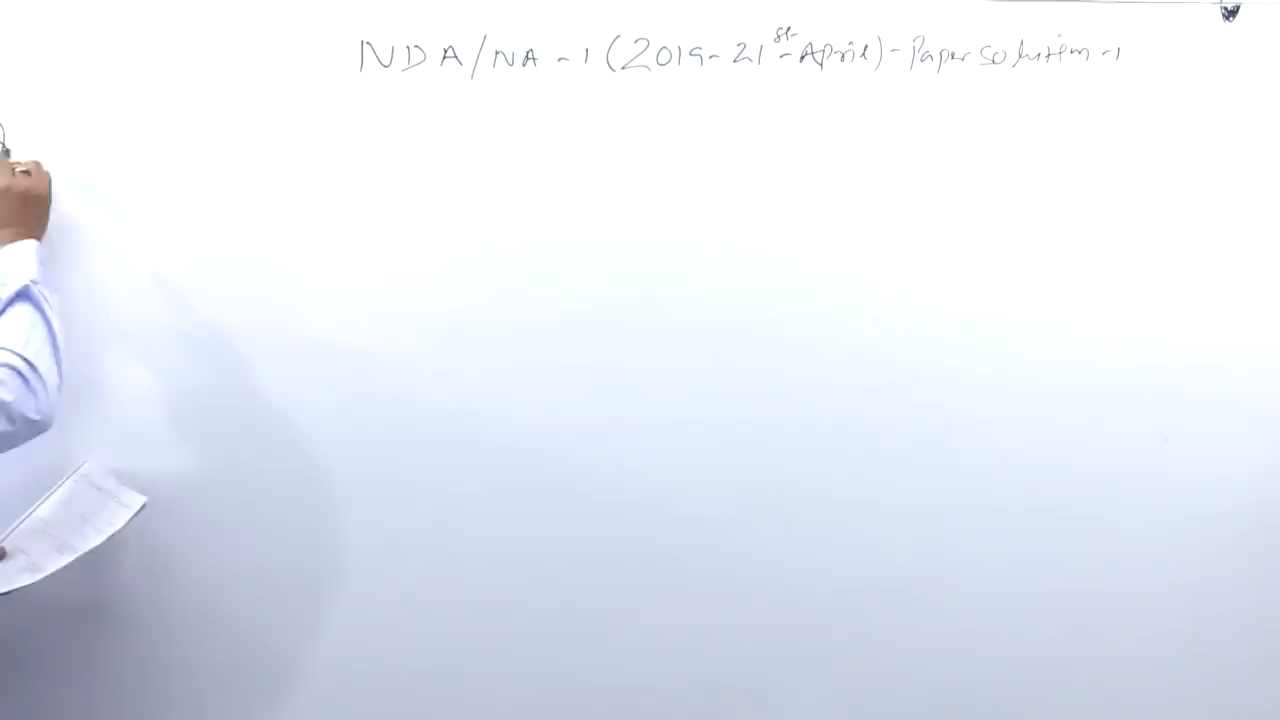 NDA/NA - 1 (2019 - 21st - April) - Paper solution - 1